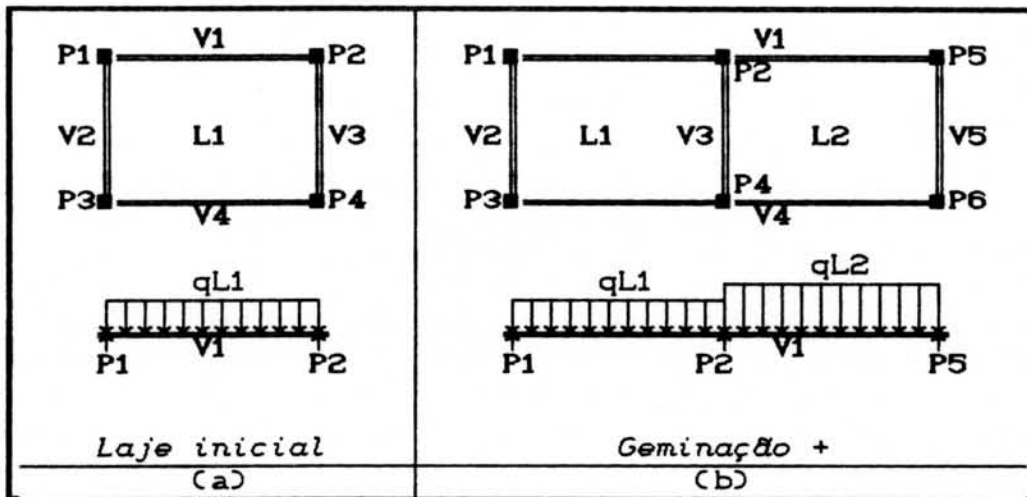 V1 V1
P1 P2 P1 P2 P5
V2 L1 V3 V2 L1 V3 L2 V5
P3 P4 P3 P4 P6
V4 V4
qL1 qL1 qL2
V1 V1
P1 P2 P1 P2 P5
Laje inicial Geminação +
(a) (b)